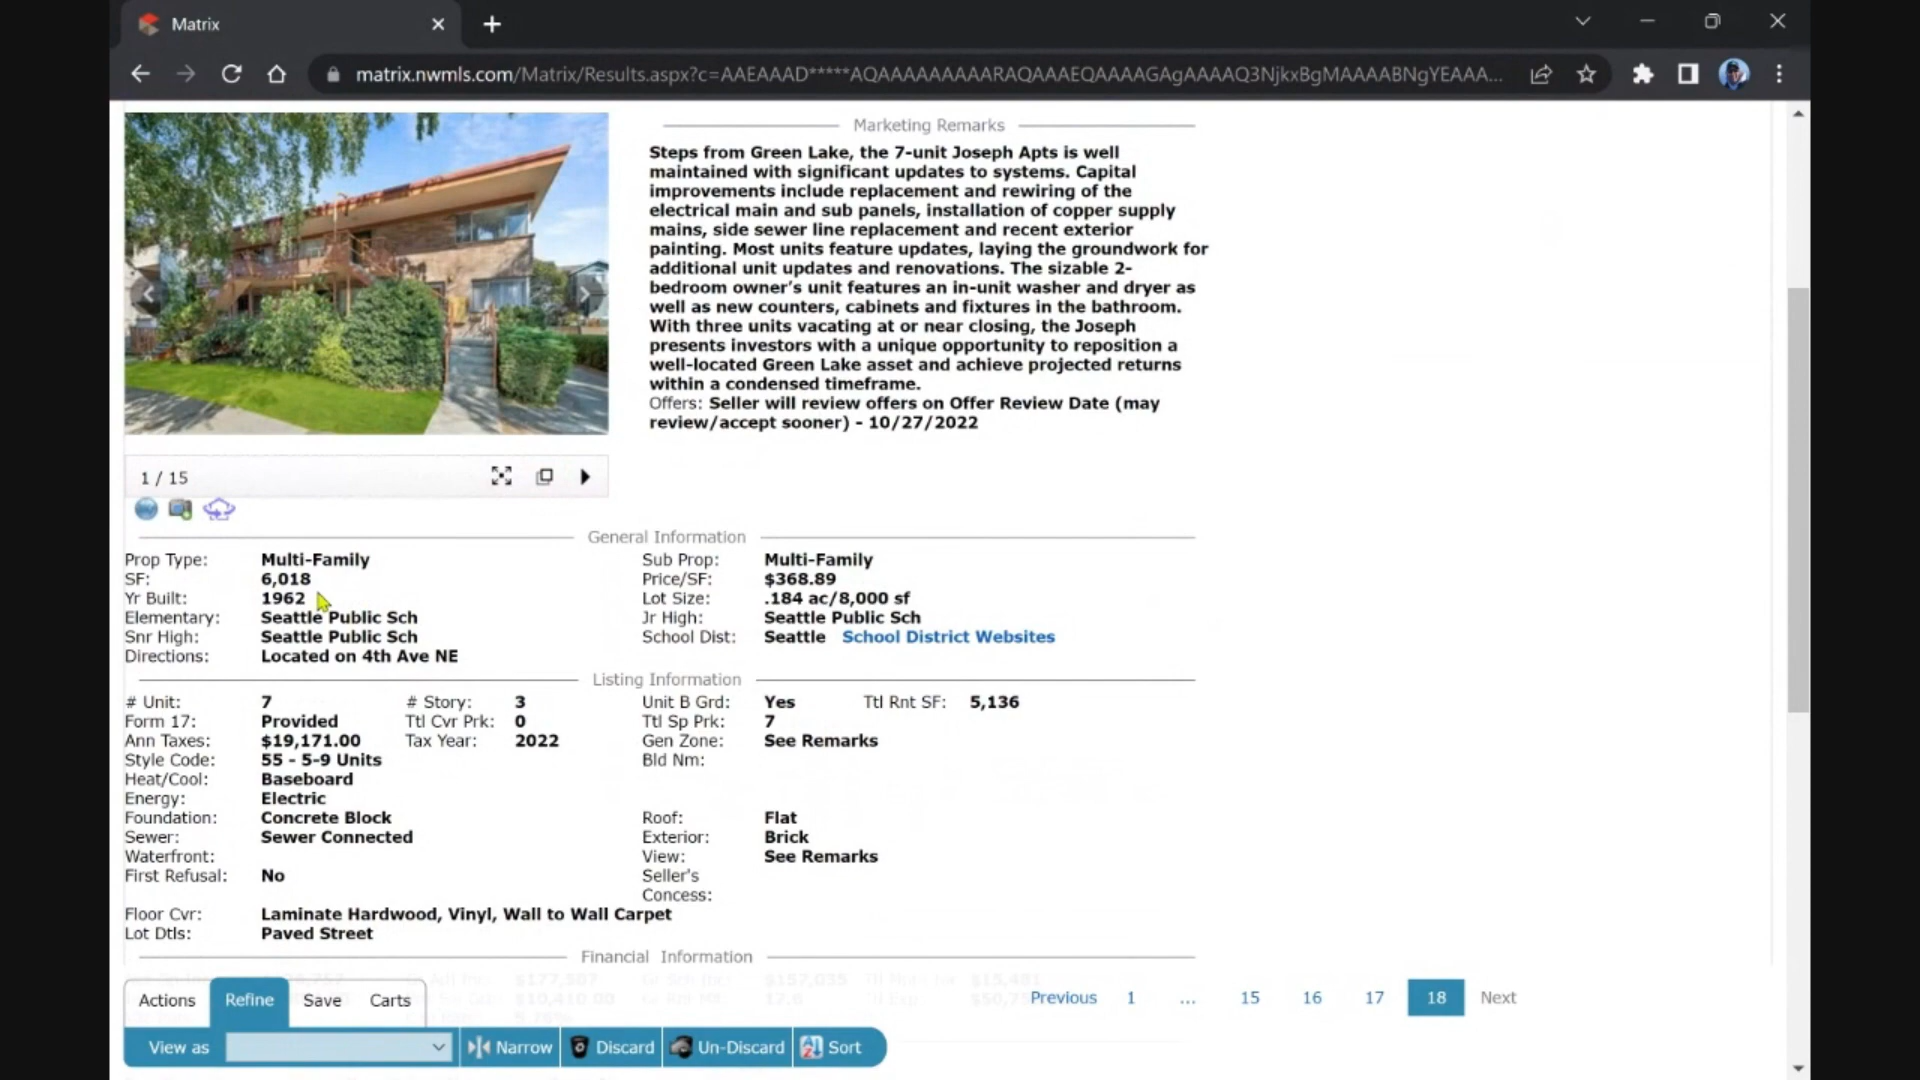 Matrix
matrix.nwmls.com/Matrix/Results.aspx?c=AAEAAAD*****AQAAAAAAAAARAQAAAEQAAAAGAgAAAAQ3NjkxBgMAAAABNgYEAAA...
Marketing Remarks
Steps from Green Lake, the 7-unit Joseph Apts is well
maintained with significant updates to systems. Capital
improvements include replacement and rewiring of the
electrical main and sub panels, installation of copper supply
mains, side sewer line replacement and recent exterior
painting. Most units feature updates, laying the groundwork for
additional unit updates and renovations. The sizable 2-
bedroom owner's unit features an in-unit washer and dryer as
well as new counters, cabinets and fixtures in the bathroom.
With three units vacating at or near closing, the Joseph
presents investors with a unique opportunity to reposition a
well-located Green Lake asset and achieve projected returns
within a condensed timeframe.
Offers: Seller will review offers on Offer Review Date (may
review/accept sooner) - 10/27/2022
1 / 15
General Information
Prop Type: Multi-Family Sub Prop: Multi-Family
SF: 6,018 Price/SF: $368.89
Yr Built: 1962 Lot Size: .184 ac/8,000 sf
Elementary: Seattle Public Sch Jr High: Seattle Public Sch
Snr High: Seattle Public Sch School Dist: Seattle School District Websites
Directions: Located on 4th Ave NE
Listing Information
# Unit: 7 # Story: 3 Unit B Grd: Yes Ttl Rnt SF: 5,136
Form 17: Provided Ttl Cvr Prk: 0 Ttl Sp Prk: 7
Ann Taxes: $19,171.00 Tax Year: 2022 Gen Zone: See Remarks
Style Code: 55 - 5-9 Units Bld Nm:
Heat/Cool: Baseboard
Energy: Electric
Foundation: Concrete Block Roof: Flat
Sewer: Sewer Connected Exterior: Brick
Waterfront: View: See Remarks
First Refusal: No Seller's
Concess:
Floor Cvr: Laminate Hardwood, Vinyl, Wall to Wall Carpet
Lot Dtls: Paved Street
Financial Information
$177,587 $157,035 $15,481
$10,410.00 17.6
Actions Refine Save Carts Previous 1 ... 15 16 17 18 Next
View as Narrow Discard Un-Discard Sort